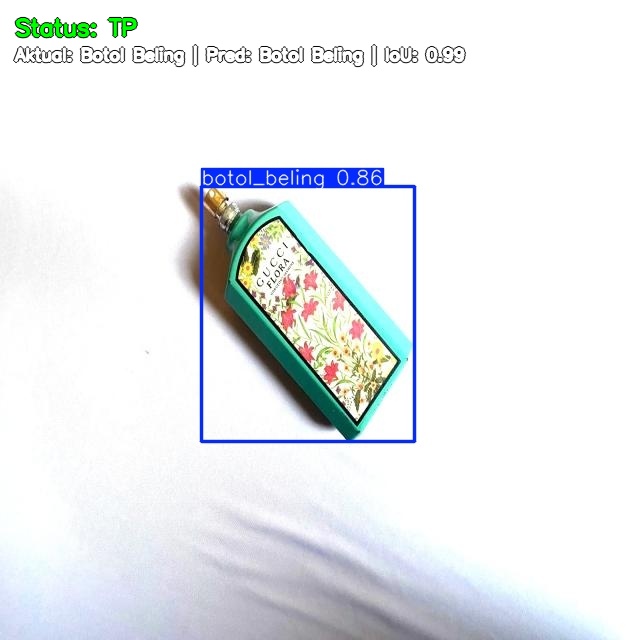 Status: TP
Aktual: Botol Beling | Pred: Botol Beling | IoU: 0.99
botol_beling 0.86
GUCCI
FLORA